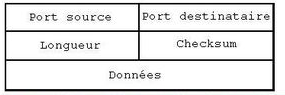 Port source Port destinataire
Longueur Checksum
Données